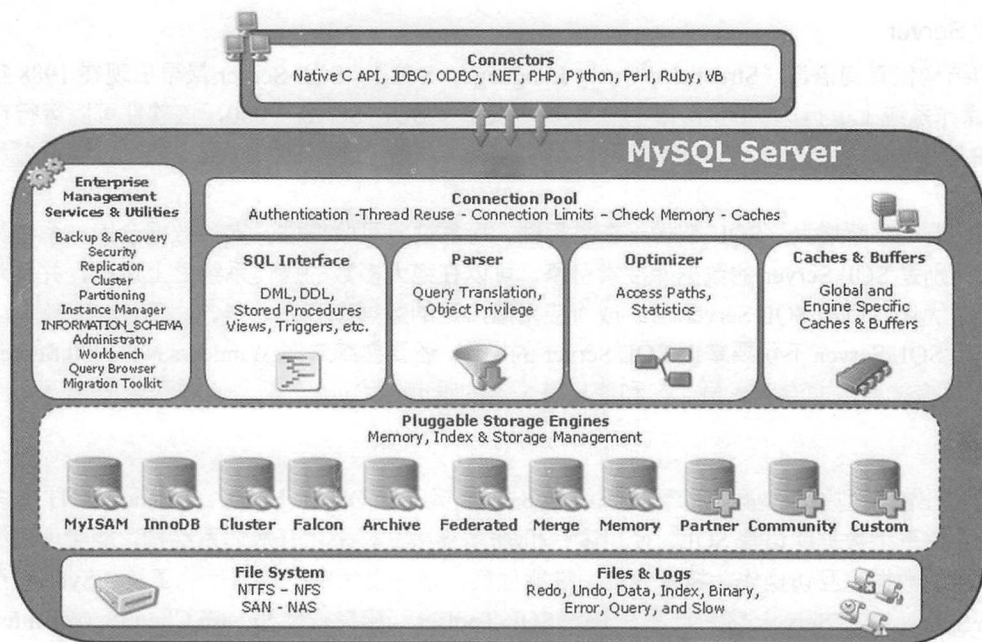 Server
Connectors
Native C API, JDBC, ODBC, .NET, PHP, Python, Perl, Ruby, VB
MySQL Server
Enterprise
Management
Services & Utilities
Backup & Recovery
Security
Replication
Cluster
Partitioning
Instance Manager
INFORMATION_SCHEMA
Administrator
Workbench
Query Browser
Migration Toolkit
Connection Pool
Authentication -Thread Reuse - Connection Limits – Check Memory - Caches
SQL Interface
DML, DDL,
Stored Procedures
Views, Triggers, etc.
Parser
Query Translation,
Object Privilege
Optimizer
Access Paths,
Statistics
Caches & Buffers
Global and
Engine Specific
Caches & Buffers
Pluggable Storage Engines
Memory, Index & Storage Management
MyISAM InnoDB Cluster Falcon Archive Federated Merge Memory Partner Community Custom
File System
NTFS – NFS
SAN - NAS
Files & Logs
Redo, Undo, Data, Index, Binary,
Error, Query, and Slow